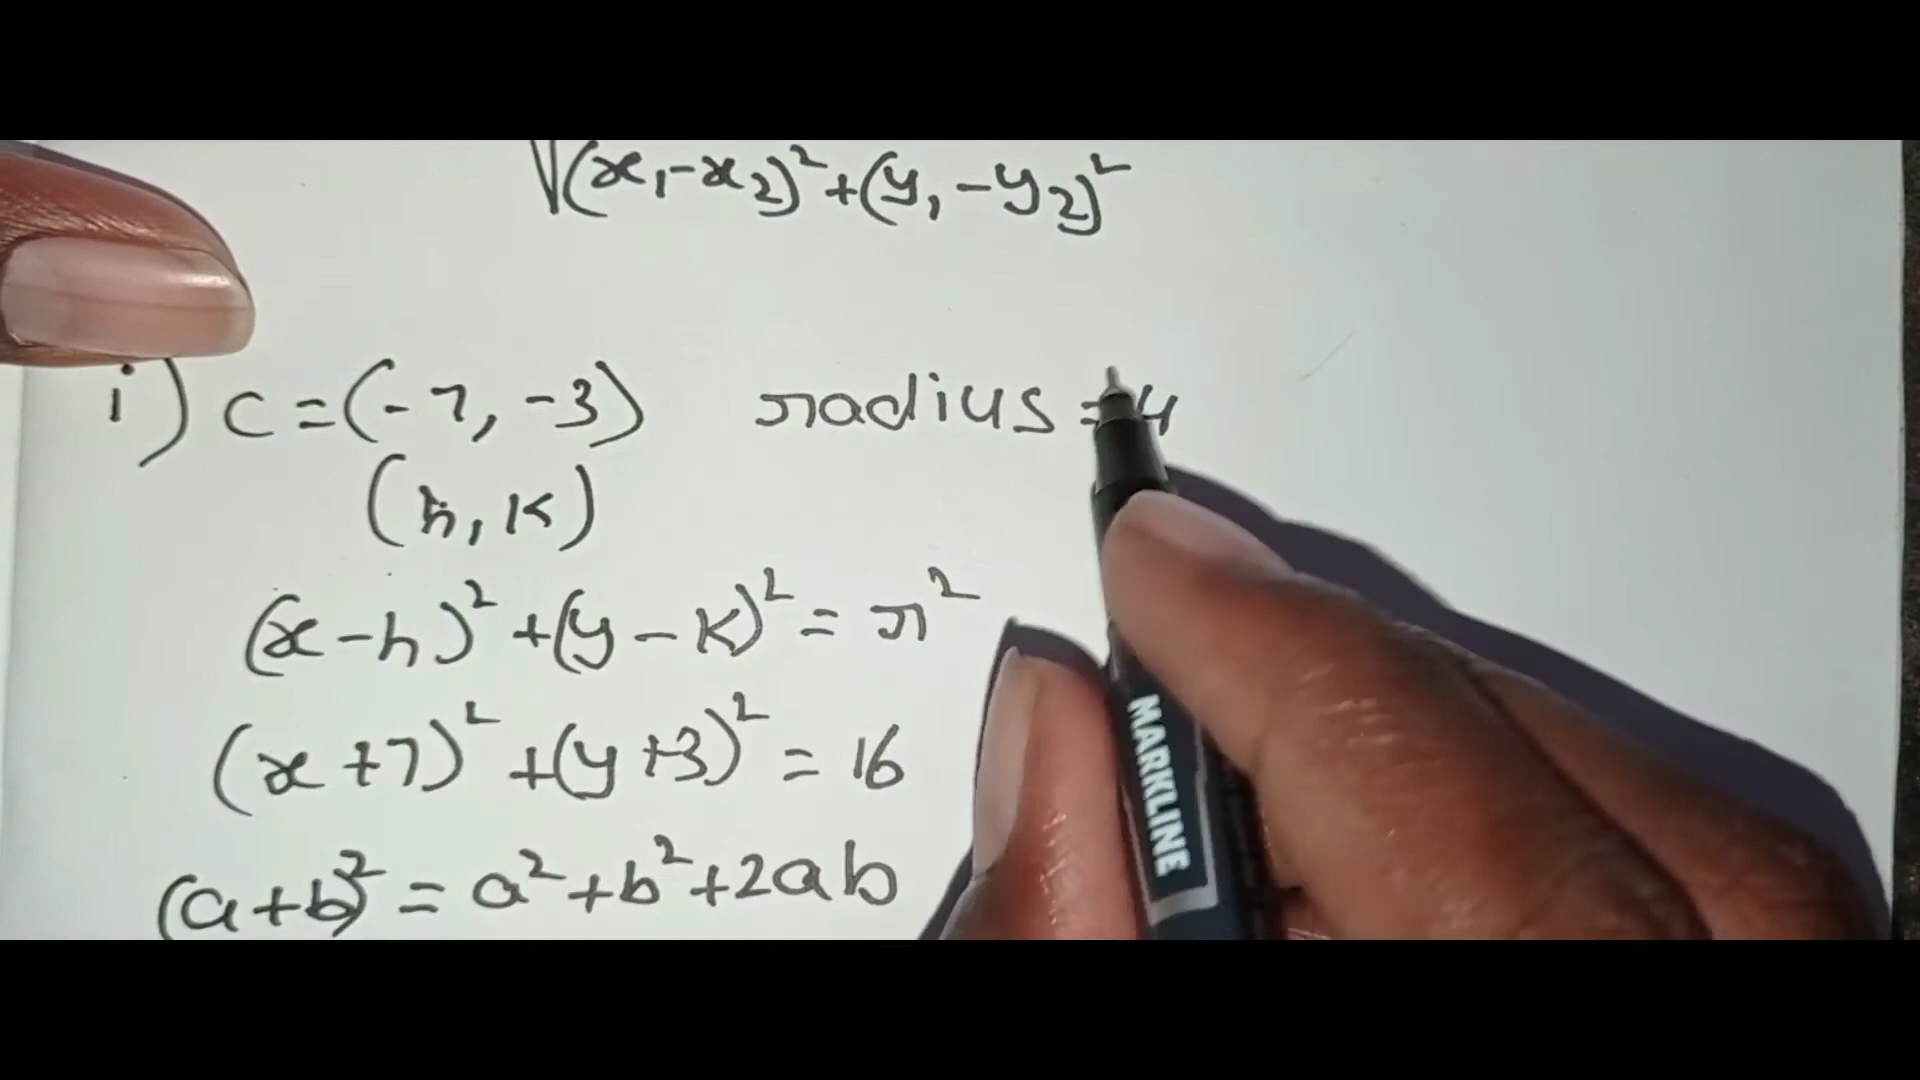 √(x₁-x₂)²+(y₁-y₂)²
i) C=(-7,-3) radius=4
(h,k)
(x-h)²+(y-k)²=r²
(x+7)²+(y+3)²=16
(a+b)²=a²+b²+2ab
MARKLINE